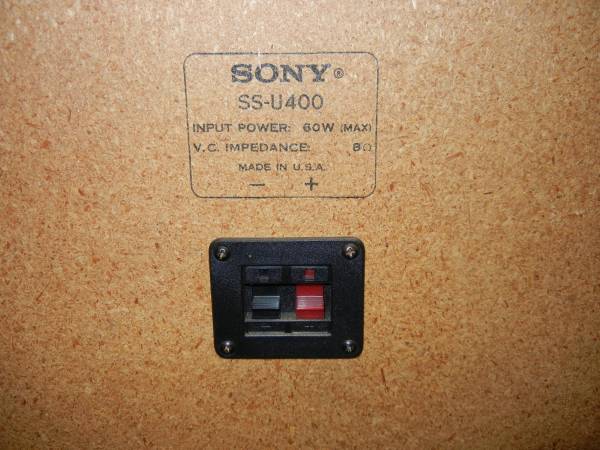 SONY®
SS-U400
INPUT POWER: 60W (MAX)
V.C. IMPEDANCE: 8Ω
MADE IN U.S.A.
− +